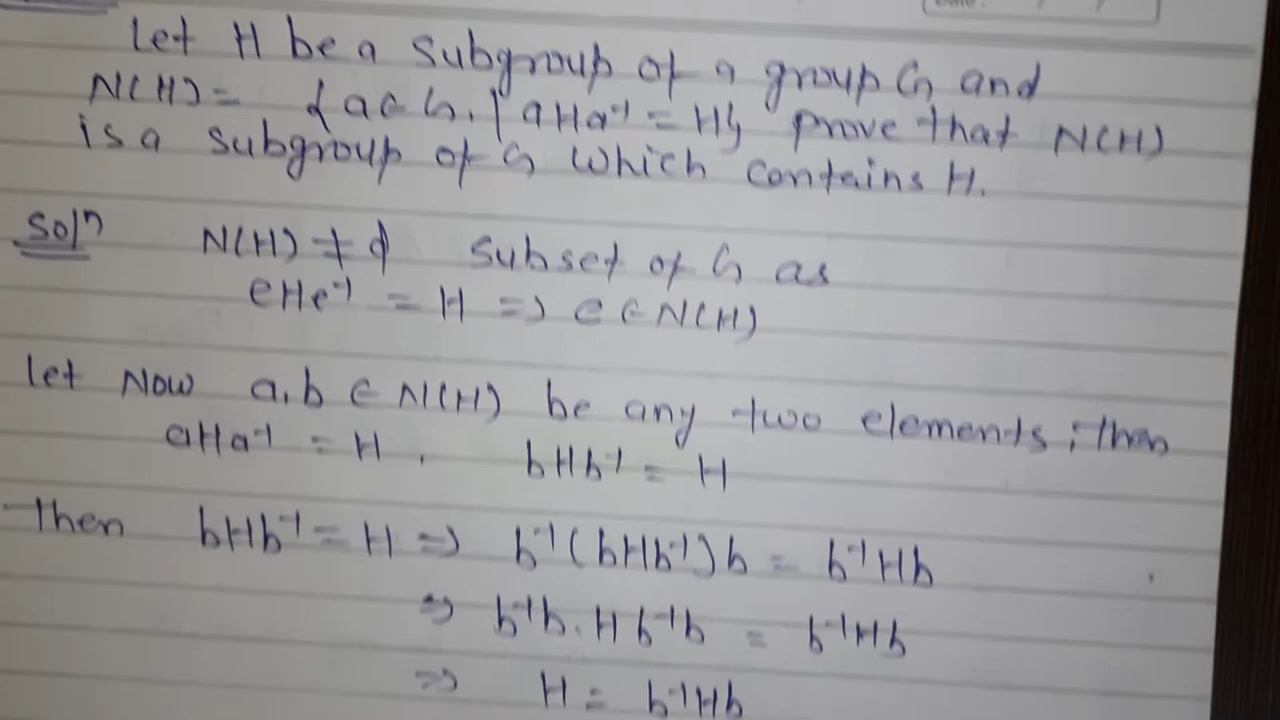 Let H be a subgroup of a group G and
N(H) = {a ∈ G. | aHa⁻¹ = H} prove that N(H)
is a subgroup of G which contains H.
Solⁿ N(H) ≠ φ subset of G as
eHe⁻¹ = H => e ∈ N(H)
let Now a, b ∈ N(H) be any two elements; then
aHa⁻¹ = H, bHb⁻¹ = H
Then bHb⁻¹ = H => b⁻¹(bHb⁻¹)b = b⁻¹Hb
=> b⁻¹b. H b⁻¹b = b⁻¹Hb
=> H = b⁻¹Hb